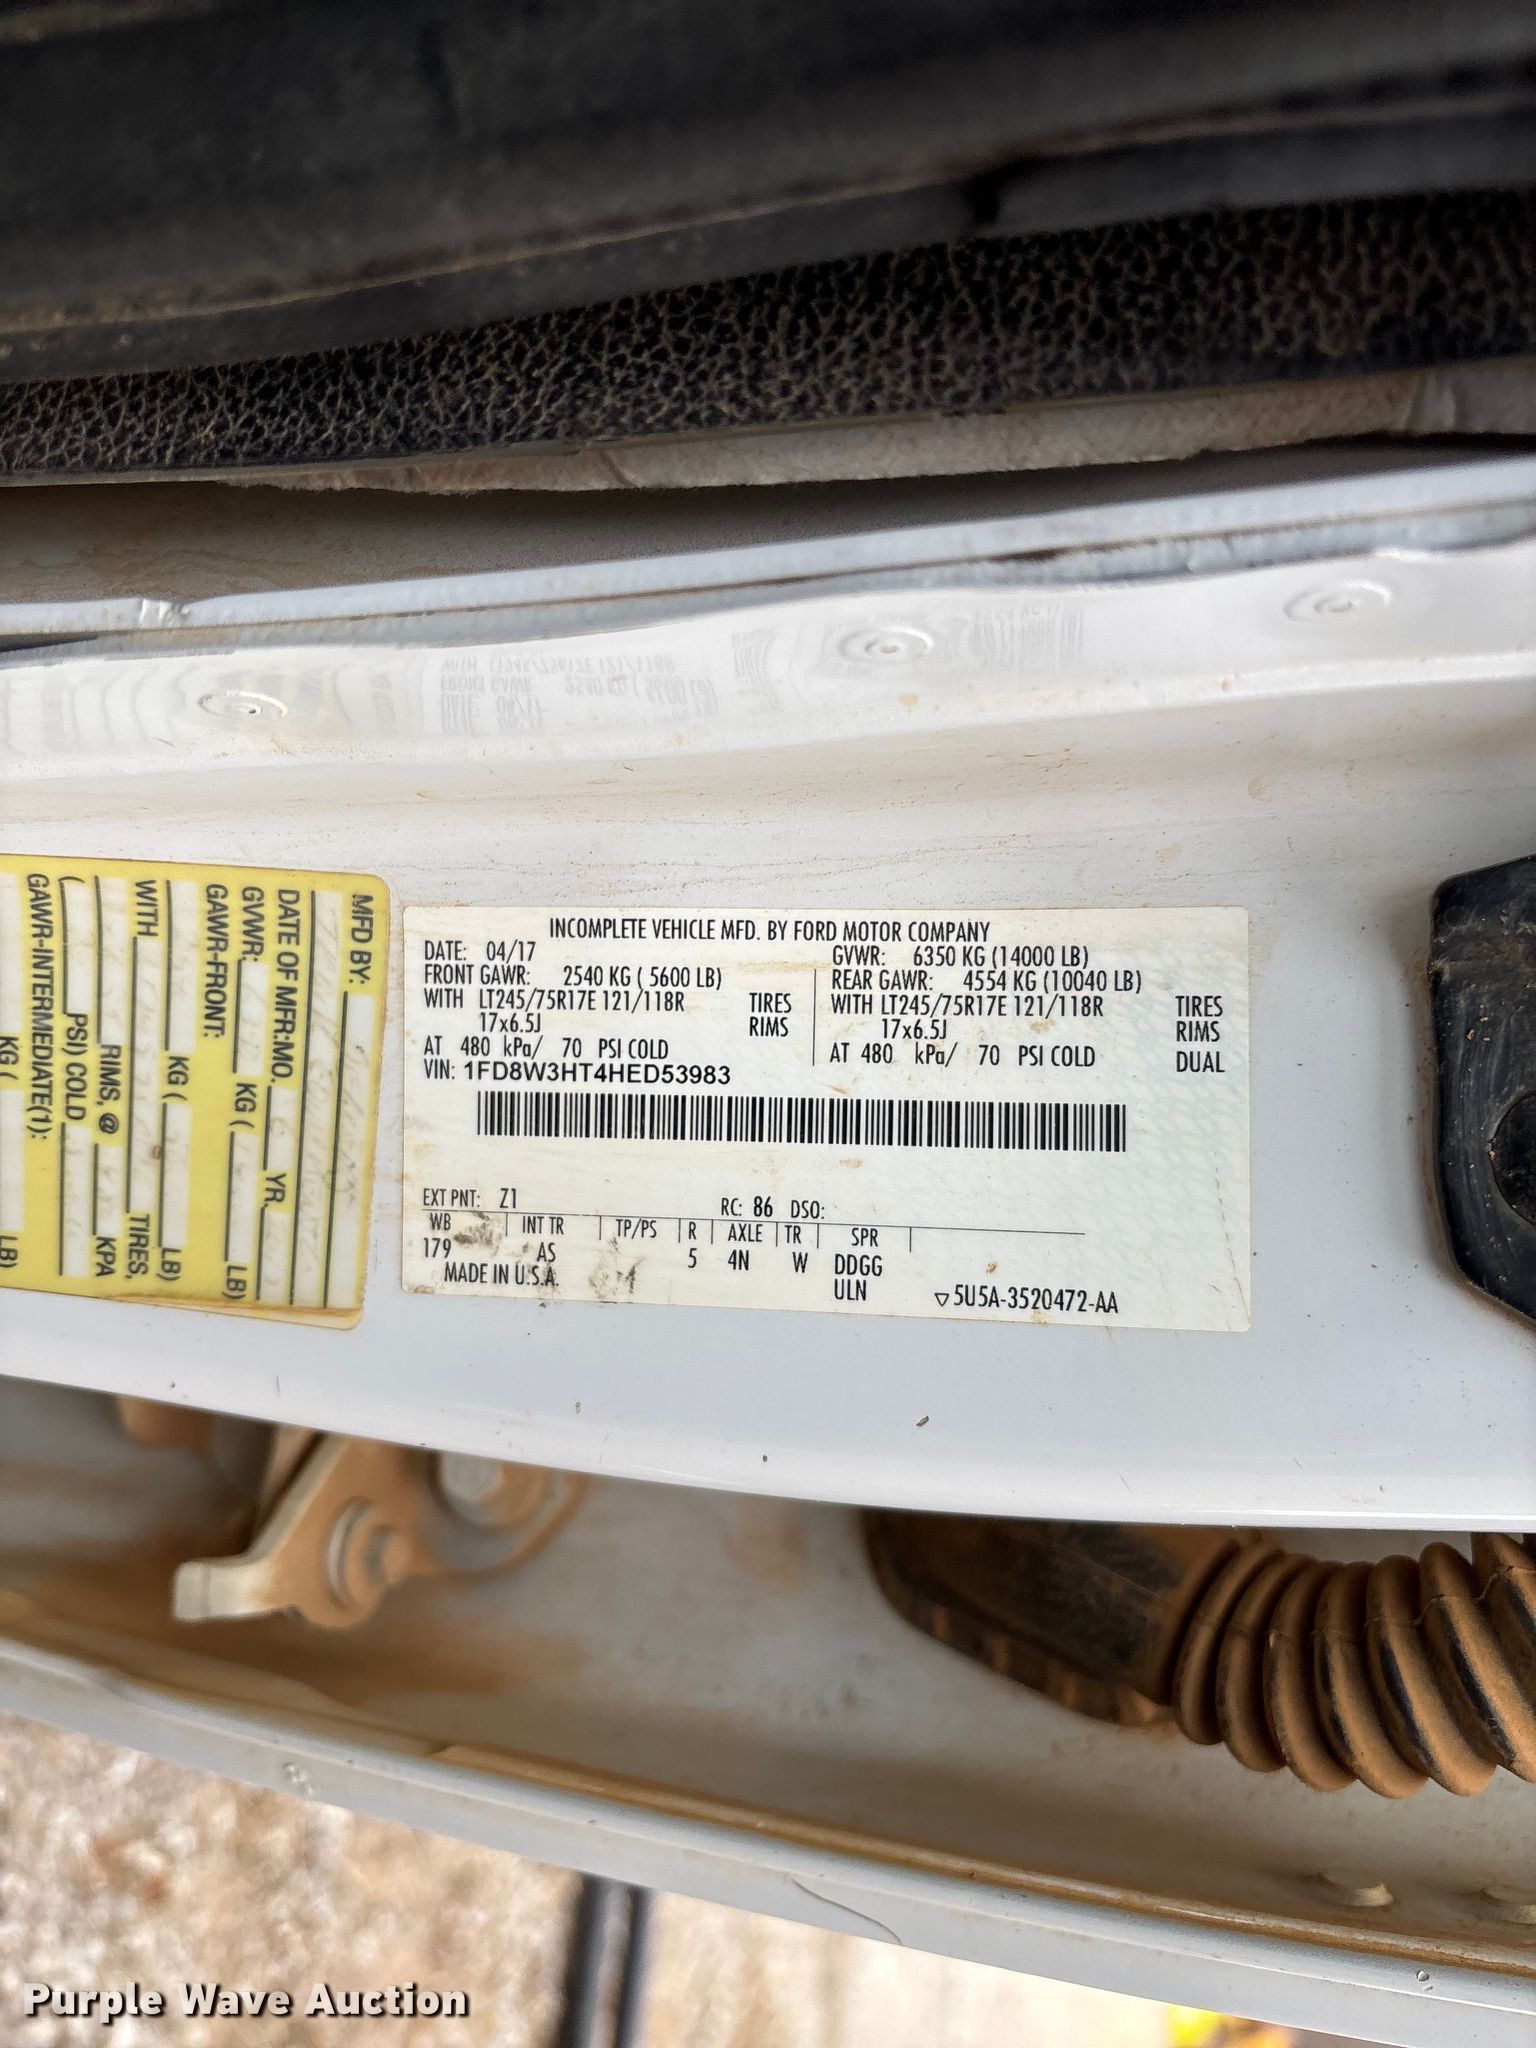 INCOMPLETE VEHICLE MFD. BY FORD MOTOR COMPANY
DATE: 04/17 GVWR: 6350 KG (14000 LB)
FRONT GAWR: 2540 KG ( 5600 LB) REAR GAWR: 4554 KG (10040 LB)
WITH LT245/75R17E 121/118R TIRES WITH LT245/75R17E 121/118R TIRES
17x6.5J RIMS 17x6.5J RIMS
AT 480 kPa/ 70 PSI COLD AT 480 kPa/ 70 PSI COLD DUAL
VIN: 1FD8W3HT4HED53983
EXT PNT: Z1 RC: 86 DSO:
WB INT TR TP/PS R AXLE TR SPR
179 AS 5 4N W DDGG
MADE IN U.S.A. ULN ▽5U5A-3520472-AA
MFD BY:
DATE OF MFR:MO. YR.
GVWR: KG ( LB)
GAWR-FRONT:
KG ( LB)
WITH TIRES,
RIMS, @ KPA
( PSI) COLD
GAWR-INTERMEDIATE(1):
KG ( LB)
Purple Wave Auction